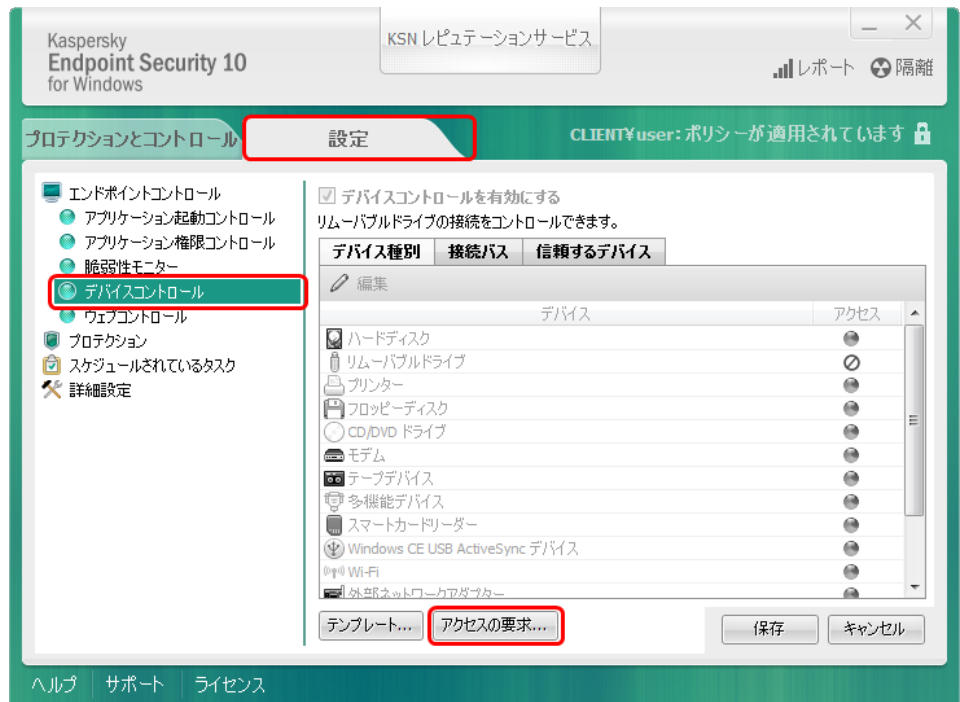 Kaspersky
Endpoint Security 10
for Windows
KSN レピュテーションサービス
レポート
隔離
プロテクションとコントロール
設定
CLIENT¥user:ポリシーが適用されています
エンドポイントコントロール
アプリケーション起動コントロール
アプリケーション権限コントロール
脆弱性モニター
デバイスコントロール
ウェブコントロール
プロテクション
スケジュールされているタスク
詳細設定
デバイスコントロールを有効にする
リムーバブルドライブの接続をコントロールできます。
デバイス種別 接続バス 信頼するデバイス
編集
デバイス アクセス
ハードディスク
リムーバブルドライブ
プリンター
フロッピーディスク
CD/DVD ドライブ
モデム
テープデバイス
多機能デバイス
スマートカードリーダー
Windows CE USB ActiveSync デバイス
Wi-Fi
外部ネットワークアダプター
テンプレート... アクセスの要求... 保存 キャンセル
ヘルプ サポート ライセンス